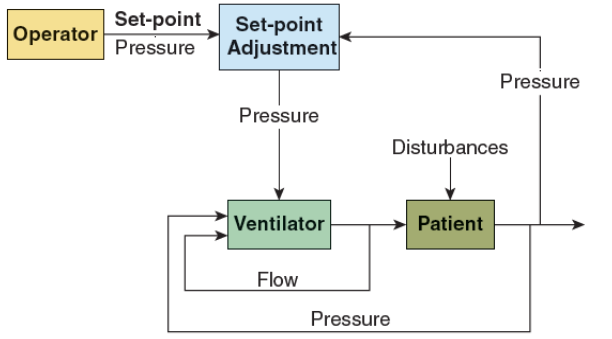 Operator
Set-point
Pressure
Set-point
Adjustment
Pressure
Pressure
Disturbances
Ventilator
Patient
Flow
Pressure